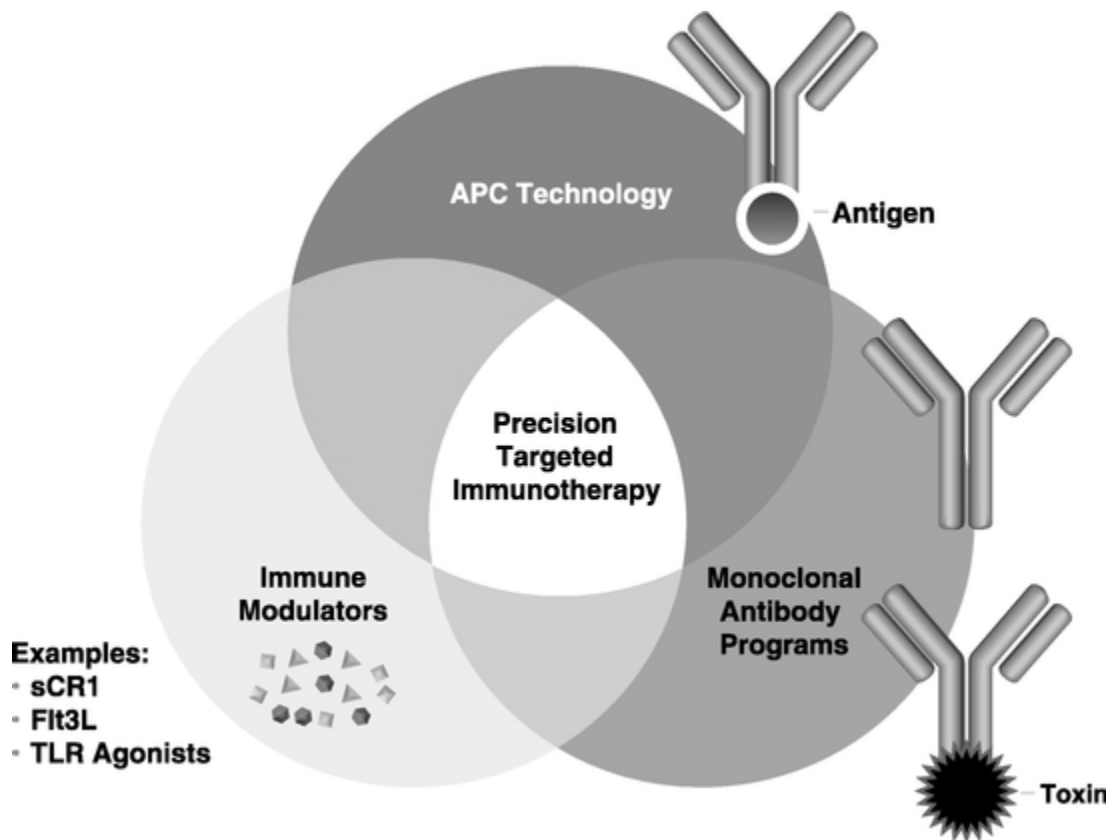 APC Technology
Antigen
Precision
Targeted
Immunotherapy
Immune
Modulators
Monoclonal
Antibody
Programs
Examples:
• sCR1
• Flt3L
• TLR Agonists
Toxin